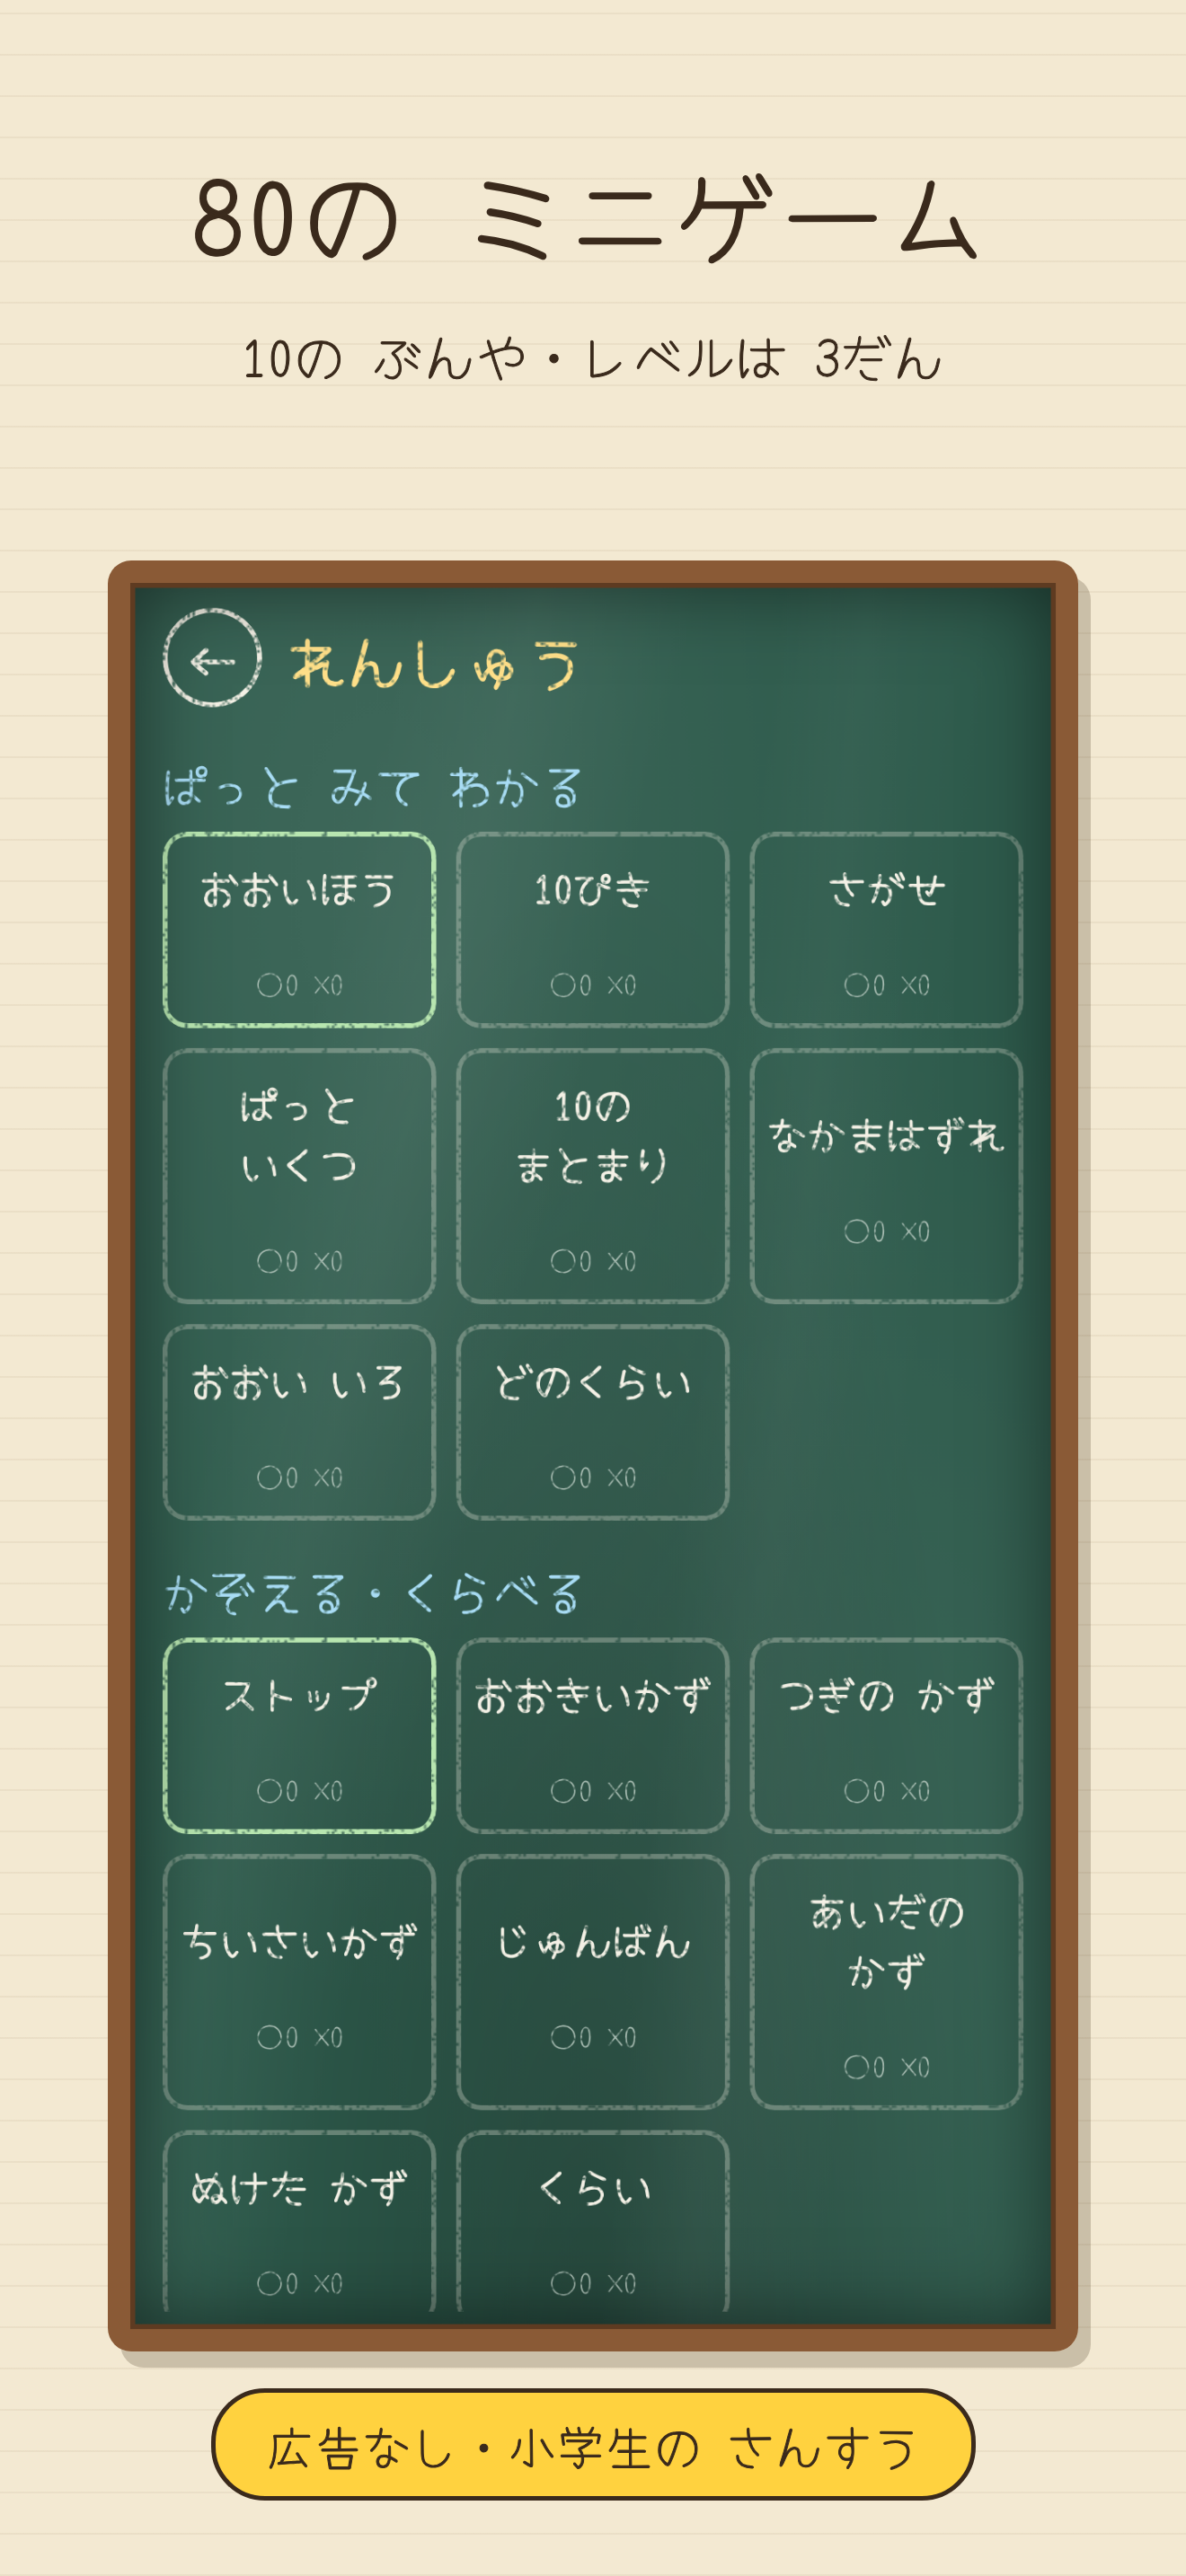 80の ミニゲーム
10の ぶんや・レベルは 3だん
← れんしゅう
ぱっと みて わかる
おおいほう 10ぴき さがせ
○0 ×0 ○0 ×0 ○0 ×0
ぱっと
いくつ
○0 ×0
10の
まとまり
○0 ×0
なかまはずれ
○0 ×0
おおい いろ どのくらい
○0 ×0 ○0 ×0
かぞえる・くらべる
ストップ おおきいかず つぎの かず
○0 ×0 ○0 ×0 ○0 ×0
ちいさいかず
○0 ×0
じゅんばん
○0 ×0
あいだの
かず
○0 ×0
ぬけた かず くらい
○0 ×0 ○0 ×0
広告なし・小学生の さんすう